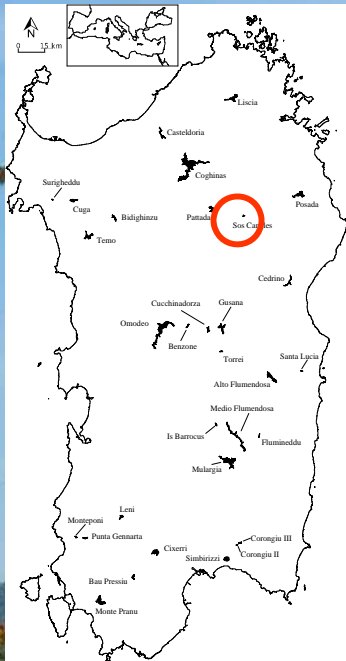 N
0 15 km
Liscia
Casteldoria
Coghinas
Surigheddu
Cuga
Bidighinzu
Temo
Pattada
Sos Canales
Posada
Cedrino
Cucchinadorza
Gusana
Omodeo
Benzone
Torrei
Santa Lucia
Alto Flumendosa
Medio Flumendosa
Is Barrocus
Flumineddu
Mulargia
Leni
Monteponi
Punta Gennarta
Corongiu III
Cixerri
Corongiu II
Simbirizzi
Bau Pressiu
Monte Pranu